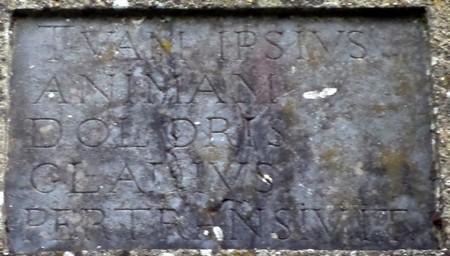 TVAM IPSIVS
ANIMAM
DOLORIS
GLADIVS
PERTRANSIVIT